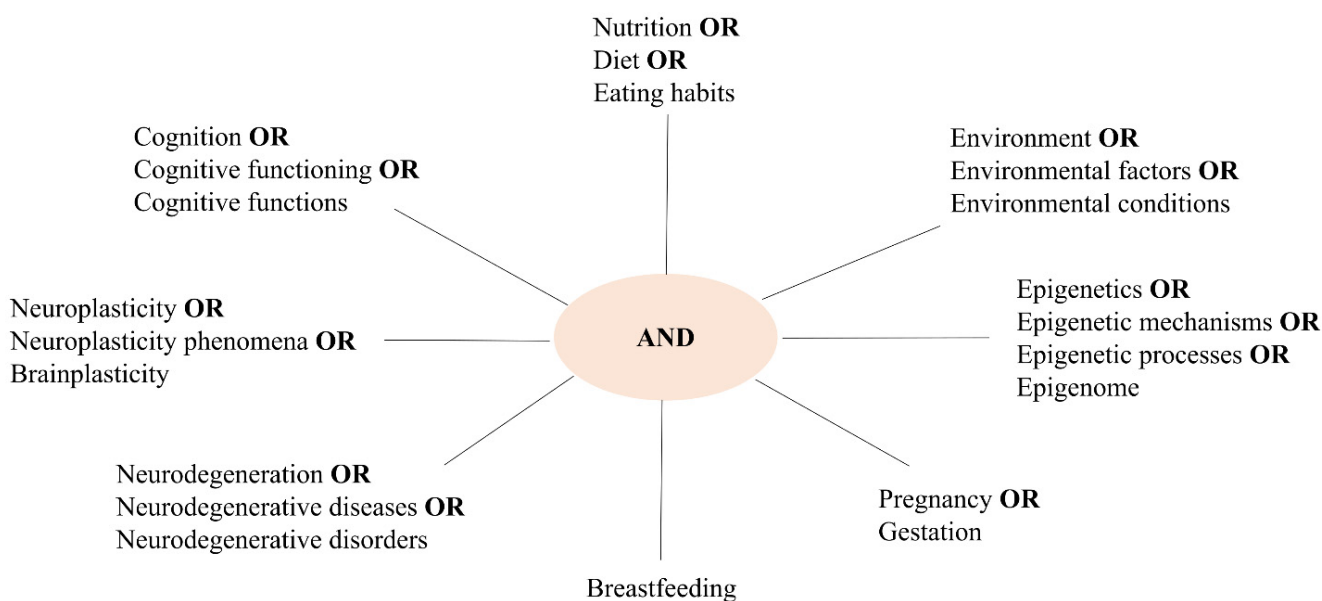 Nutrition OR
Diet OR
Eating habits
Cognition OR
Cognitive functioning OR
Cognitive functions
Environment OR
Environmental factors OR
Environmental conditions
Neuroplasticity OR
Neuroplasticity phenomena OR
Brainplasticity
AND
Epigenetics OR
Epigenetic mechanisms OR
Epigenetic processes OR
Epigenome
Neurodegeneration OR
Neurodegenerative diseases OR
Neurodegenerative disorders
Pregnancy OR
Gestation
Breastfeeding